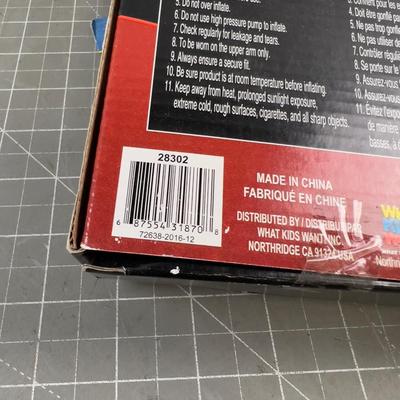 5. Do not over inflate.
6. Do not use high pressure pump to inflate.
7. Check regularly for leakage and tears.
8. To be worn on the upper arm only.
9. Always ensure a secure fit.
10. Be sure product is at room temperature before inflating.
11. Keep away from heat, prolonged sunlight exposure,
extreme cold, rough surfaces, cigarettes, and all sharp objects.
4. Doit être gonflé
5. Ne pas trop gonfler
6. Ne pas utiliser de
7. Contrôler
8. Se porte sur le
9. Assurez-vous
10. Assurez-vous
11. Évitez
de manière
basses, à
28302
6 87554 31870 8
72638-2016-12
MADE IN CHINA
FABRIQUÉ EN CHINE
DISTRIBUTED BY / DISTRIBUÉ PAR
WHAT KIDS WANT, INC.
NORTHRIDGE CA 91324 USA